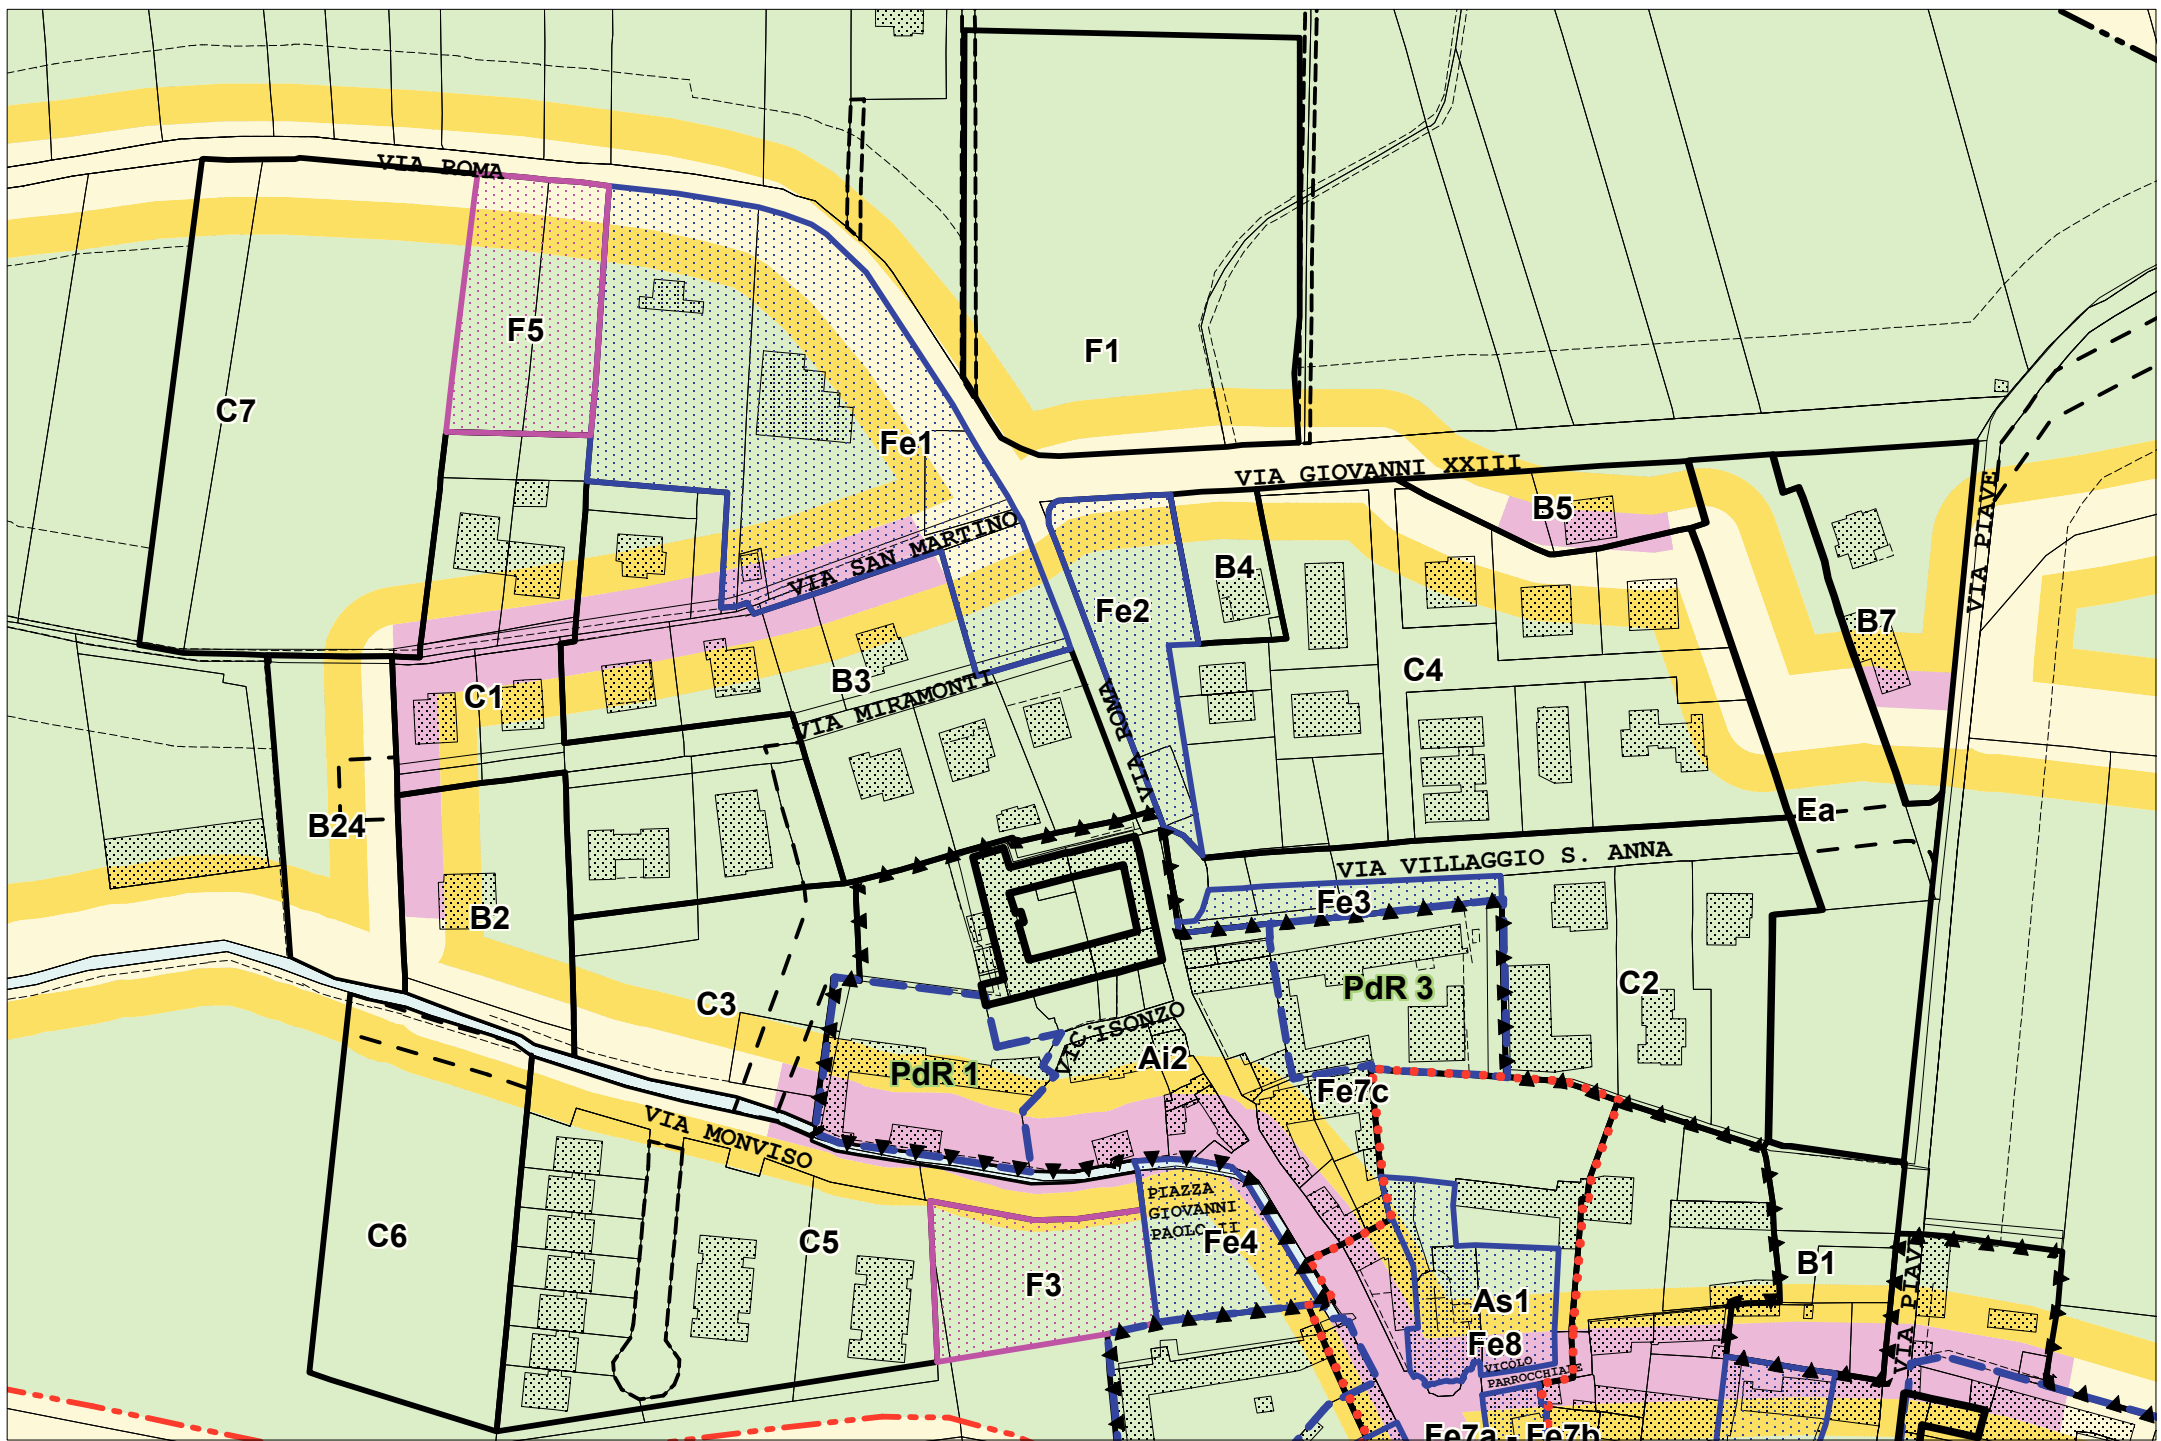 VIA ROMA
F5
F1
C7
Fe1
VIA GIOVANNI XXIII
B5
VIA PIAVE
VIA SAN MARTINO
B4
Fe2
B7
B3
C4
C1
VIA MIRAMONTI
VIA ROMA
Ea
B24
VIA VILLAGGIO S. ANNA
Fe3
B2
PdR 3
C2
C3
VIC. ISONZO
Ai2
PdR 1
Fe7c
VIA MONVISO
PIAZZA
GIOVANNI
PAOLO II
Fe4
C6
C5
F3
B1
VIA PIAVE
As1
Fe8
VICOLO
PARROCCHIALE
Fe7a - Fe7b